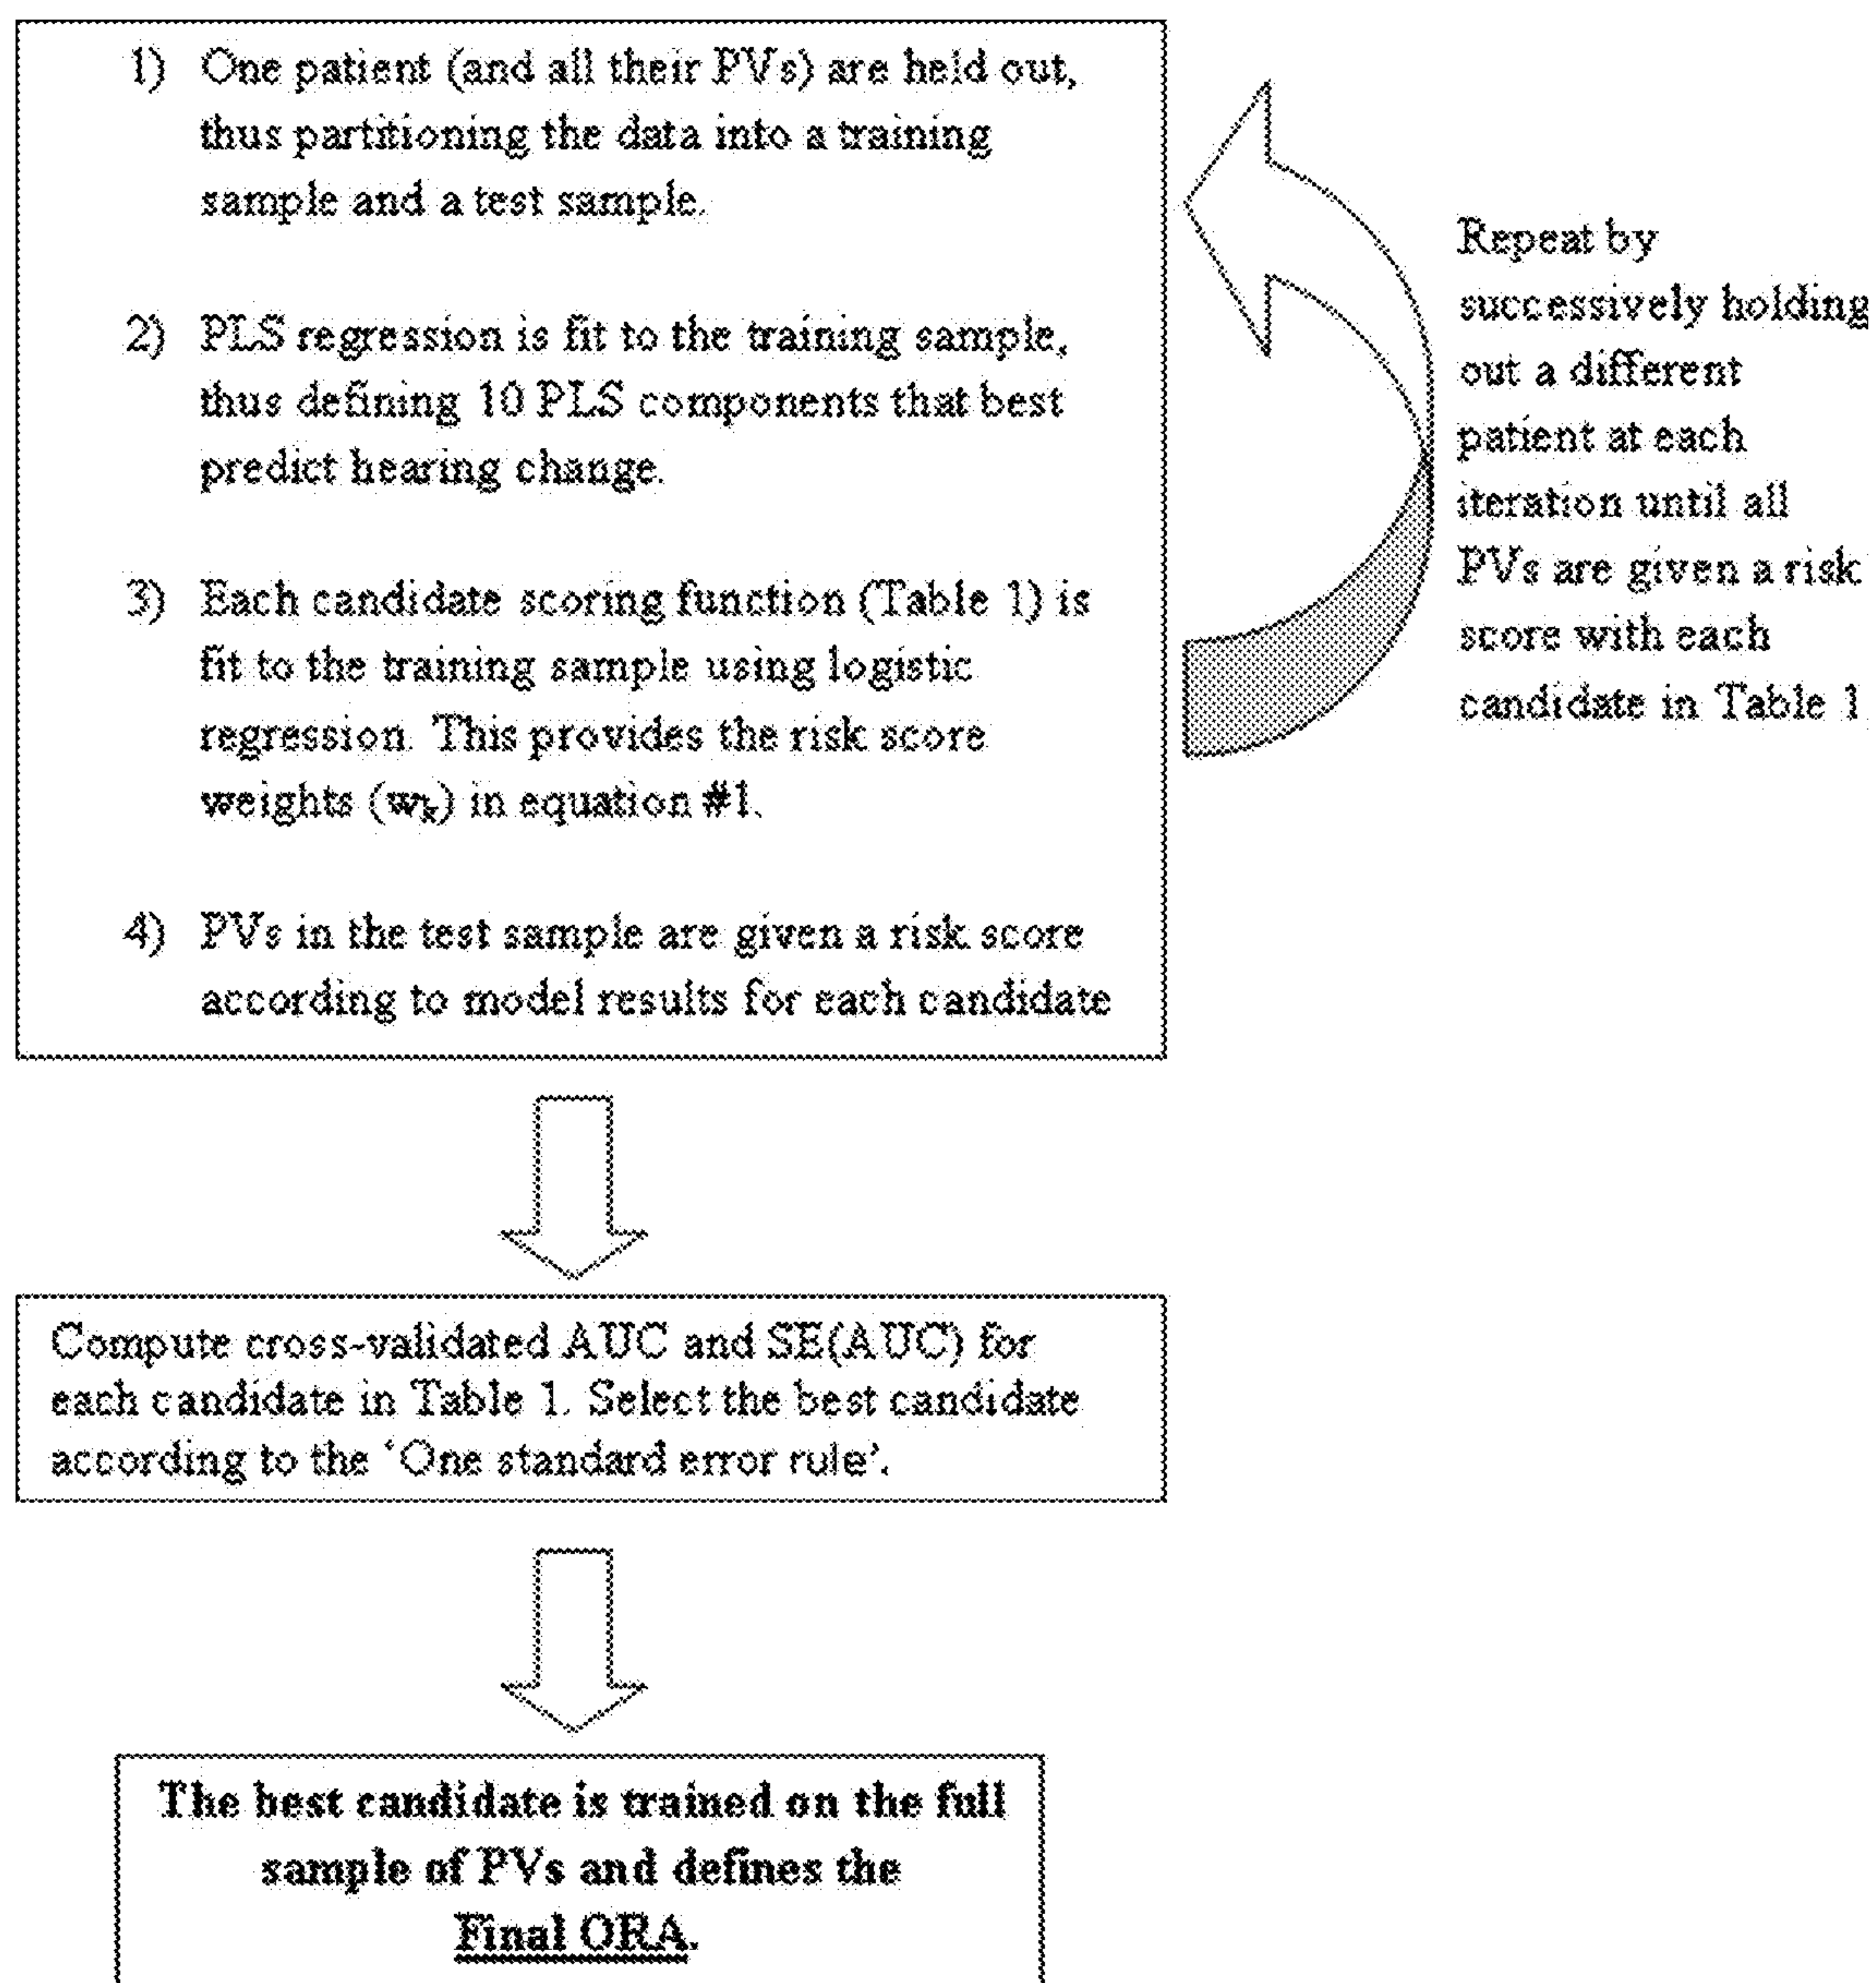 1) One patient (and all their PVs) are held out,
thus partitioning the data into a training
sample and a test sample.
2) PLS regression is fit to the training sample,
thus defining 10 PLS components that best
predict hearing change.
3) Each candidate scoring function (Table 1) is
fit to the training sample using logistic
regression. This provides the risk score
weights (wk) in equation #1.
4) PVs in the test sample are given a risk score
according to model results for each candidate
Repeat by
successively holding
out a different
patient at each
iteration until all
PVs are given a risk
score with each
candidate in Table 1.
Compute cross-validated AUC and SE(AUC) for
each candidate in Table 1. Select the best candidate
according to the ‘One standard error rule’.
The best candidate is trained on the full
sample of PVs and defines the
Final ORA.